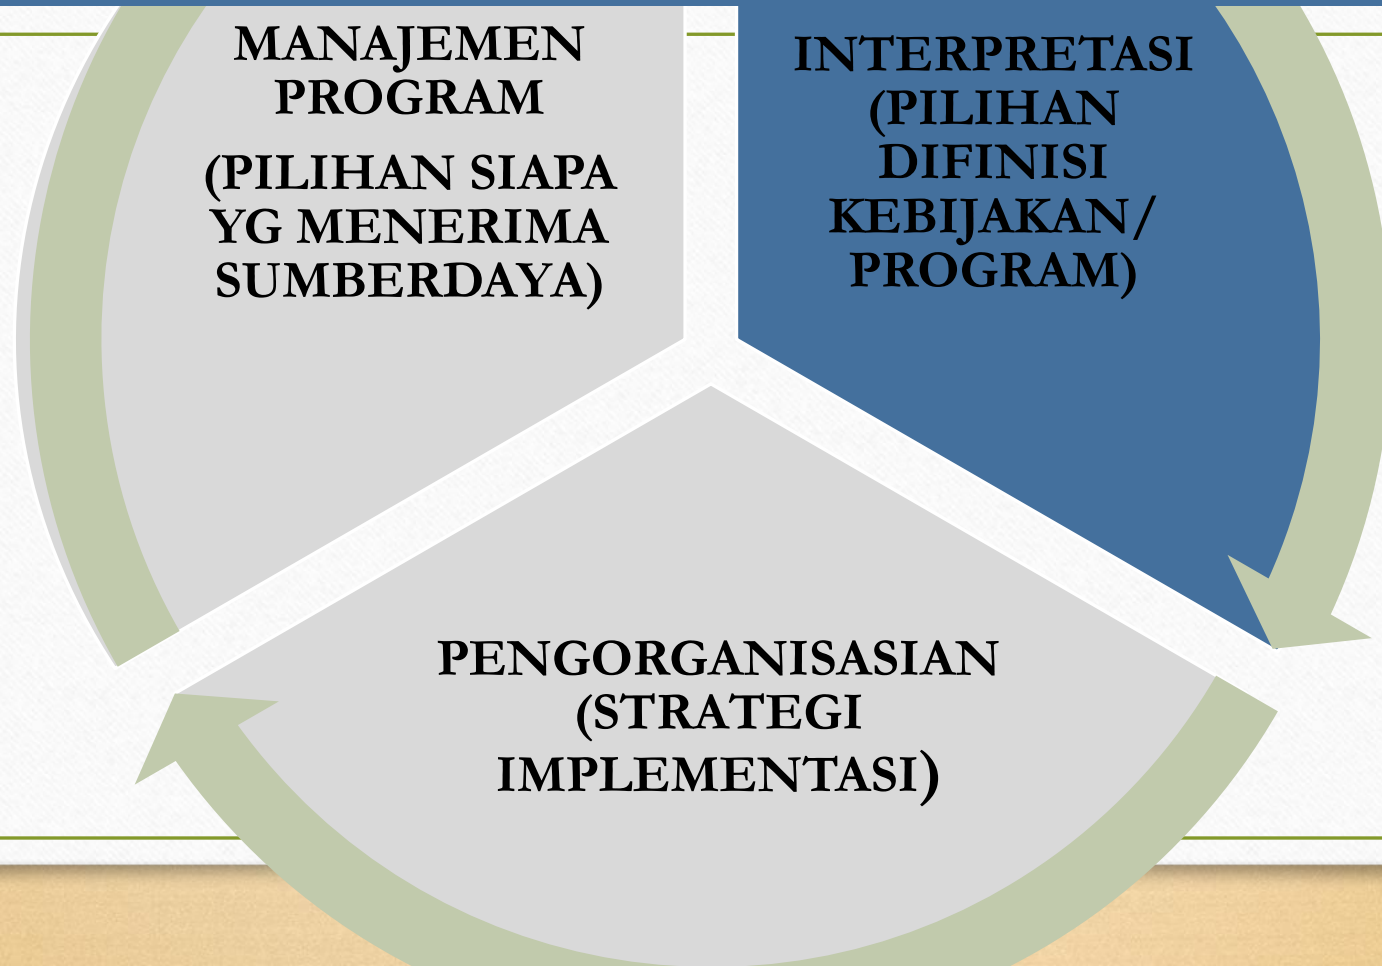 MANAJEMEN
PROGRAM
(PILIHAN SIAPA
YG MENERIMA
SUMBERDAYA)
INTERPRETASI
(PILIHAN
DIFINISI
KEBIJAKAN/
PROGRAM)
PENGORGANISASIAN
(STRATEGI
IMPLEMENTASI)